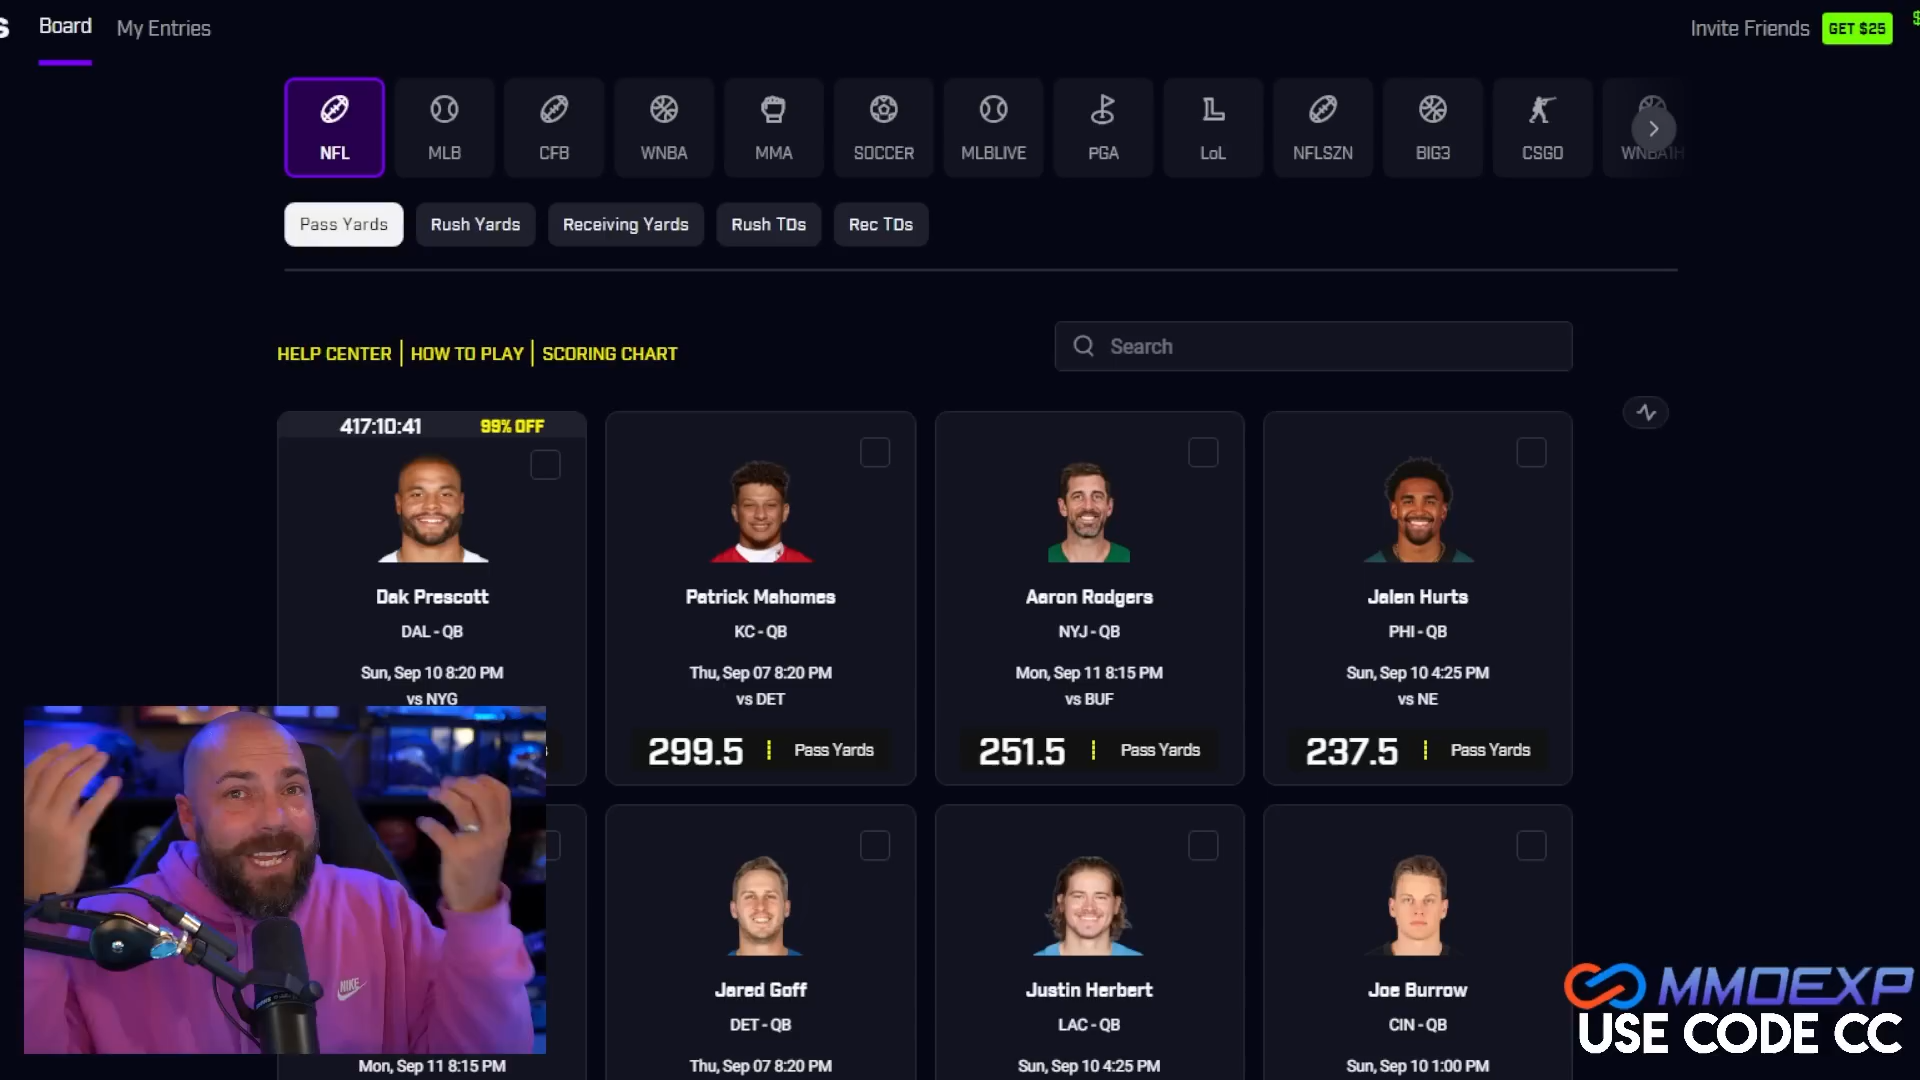 s
Board
My Entries
Invite Friends
GET $25
$
NFL
MLB
CFB
WNBA
MMA
SOCCER
MLBLIVE
PGA
LoL
NFLSZN
BIG3
CSGO
WNBA1H
Pass Yards
Rush Yards
Receiving Yards
Rush TDs
Rec TDs
HELP CENTER
HOW TO PLAY
SCORING CHART
Search
417:10:41
99% OFF
Dak Prescott
DAL - QB
Sun, Sep 10 8:20 PM
vs NYG
Patrick Mahomes
KC - QB
Thu, Sep 07 8:20 PM
vs DET
299.5
Pass Yards
Aaron Rodgers
NYJ - QB
Mon, Sep 11 8:15 PM
vs BUF
251.5
Pass Yards
Jalen Hurts
PHI - QB
Sun, Sep 10 4:25 PM
vs NE
237.5
Pass Yards
NIKE
Mon, Sep 11 8:15 PM
Jared Goff
DET - QB
Thu, Sep 07 8:20 PM
Justin Herbert
LAC - QB
Sun, Sep 10 4:25 PM
Joe Burrow
CIN - QB
Sun, Sep 10 1:00 PM
MMOEXP
USE CODE CC